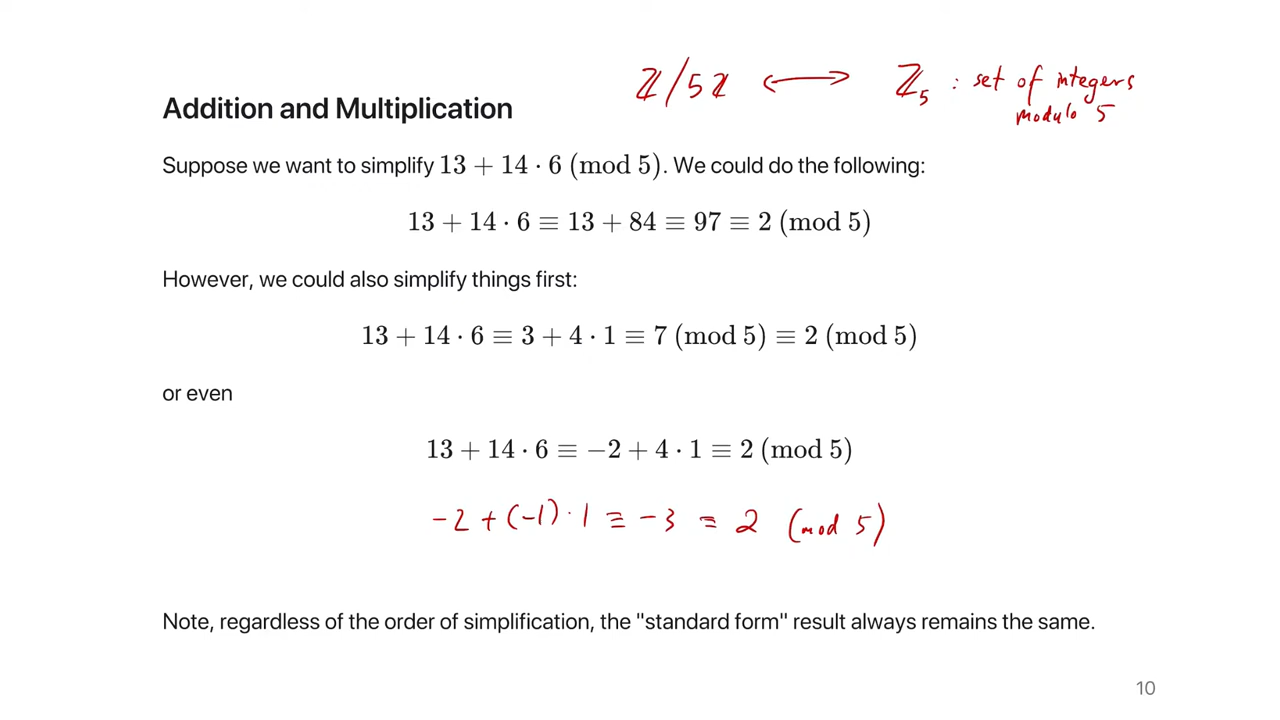 ℤ/5ℤ ⟷ ℤ₅ : set of integers
modulo 5
Addition and Multiplication
Suppose we want to simplify 13 + 14 · 6 (mod 5). We could do the following:
13 + 14 · 6 ≡ 13 + 84 ≡ 97 ≡ 2 (mod 5)
However, we could also simplify things first:
13 + 14 · 6 ≡ 3 + 4 · 1 ≡ 7 (mod 5) ≡ 2 (mod 5)
or even
13 + 14 · 6 ≡ −2 + 4 · 1 ≡ 2 (mod 5)
-2 + (-1) · 1 ≡ -3 ≡ 2 (mod 5)
Note, regardless of the order of simplification, the "standard form" result always remains the same.
10